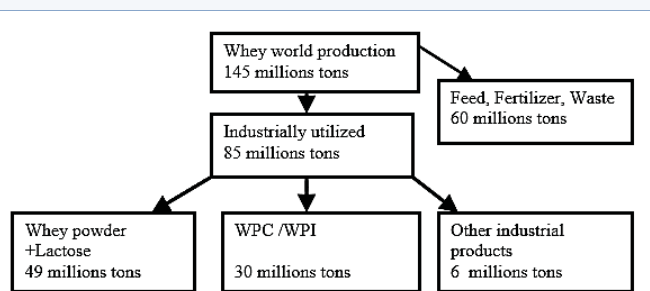 Whey world production
145 millions tons
Feed, Fertilizer, Waste
60 millions tons
Industrially utilized
85 millions tons
Whey powder
+Lactose
49 millions tons
WPC /WPI
30 millions tons
Other industrial
products
6 millions tons